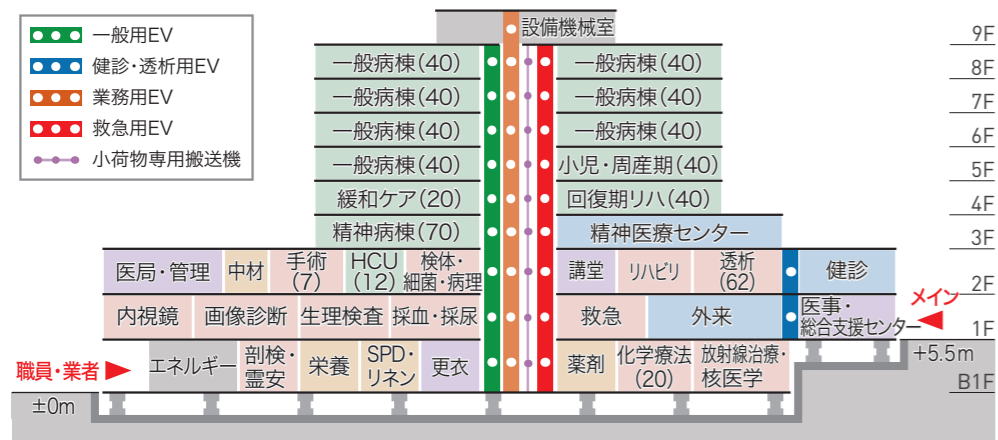 一般用EV
健診・透析用EV
業務用EV
救急用EV
小荷物専用搬送機
設備機械室
9F
一般病棟(40)
一般病棟(40)
8F
一般病棟(40)
一般病棟(40)
7F
一般病棟(40)
一般病棟(40)
6F
一般病棟(40)
小児・周産期(40)
5F
緩和ケア(20)
回復期リハ(40)
4F
精神病棟(70)
精神医療センター
3F
医局・管理
中材
手術
(7)
HCU
(12)
検体・
細菌・病理
講堂
リハビリ
透析
(62)
健診
2F
メイン
内視鏡
画像診断
生理検査
採血・採尿
救急
外来
医事・
総合支援センター
1F
職員・業者
エネルギー
剖検・
霊安
栄養
SPD・
リネン
更衣
薬剤
化学療法
(20)
放射線治療・
核医学
+5.5m
B1F
±0m